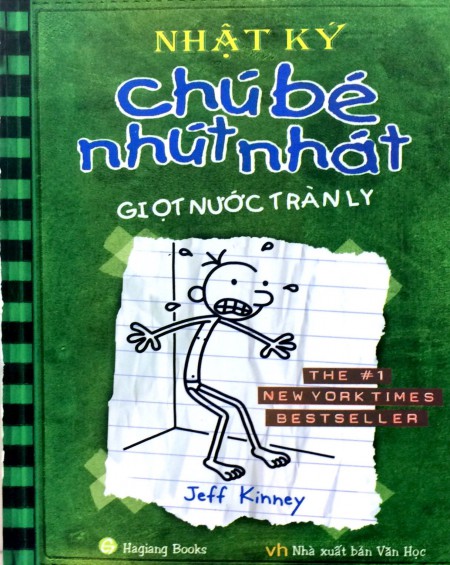 NHẬT KÝ
chú bé
nhút nhát
GIỌT NƯỚC TRÀN LY
THE #1
NEW YORK TIMES
BESTSELLER
Jeff Kinney
Hagiang Books
vh Nhà xuất bản Văn Học